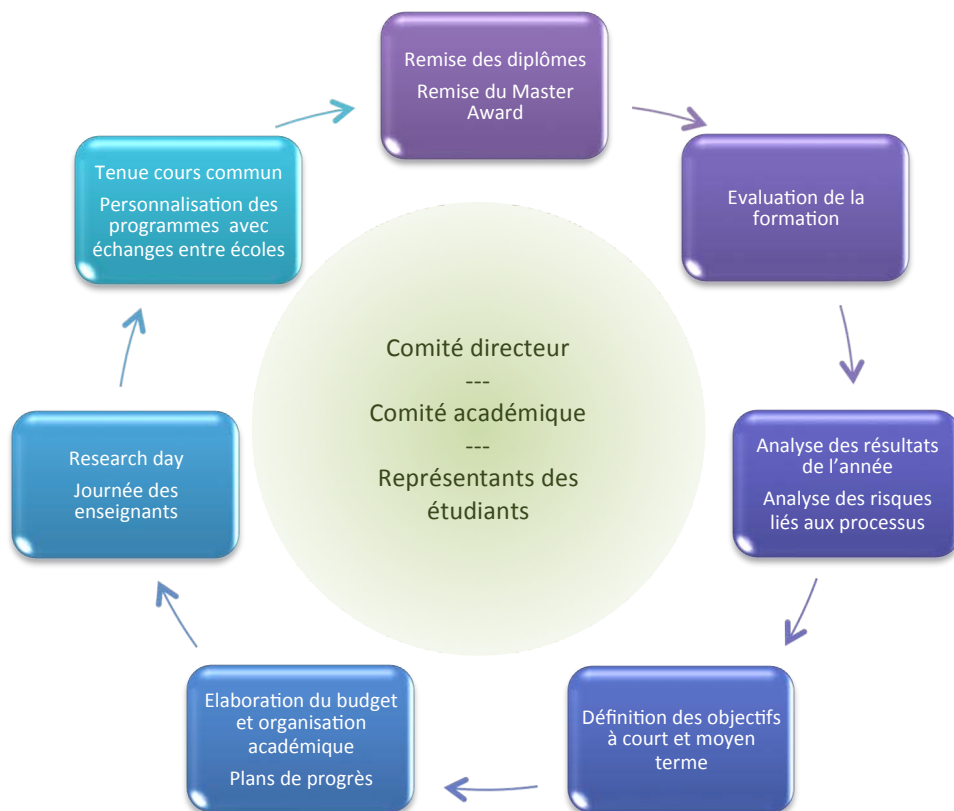 Remise des diplômes
Remise du Master
Award
Evaluation de la
formation
Analyse des résultats
de l’année
Analyse des risques
liés aux processus
Définition des objectifs
à court et moyen
terme
Elaboration du budget
et organisation
académique
Plans de progrès
Research day
Journée des
enseignants
Tenue cours commun
Personnalisation des
programmes avec
échanges entre écoles
Comité directeur
---
Comité académique
---
Représentants des
étudiants